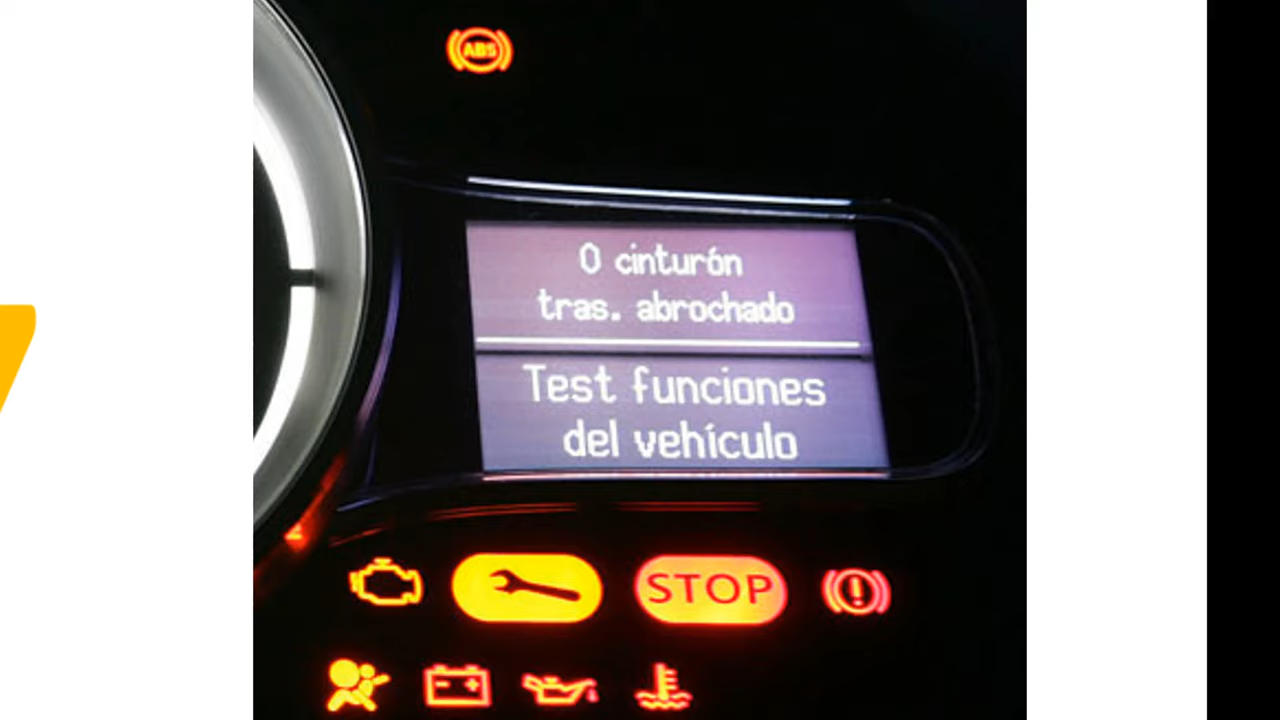 ABS
0 cinturón
tras. abrochado
Test funciones
del vehículo
STOP